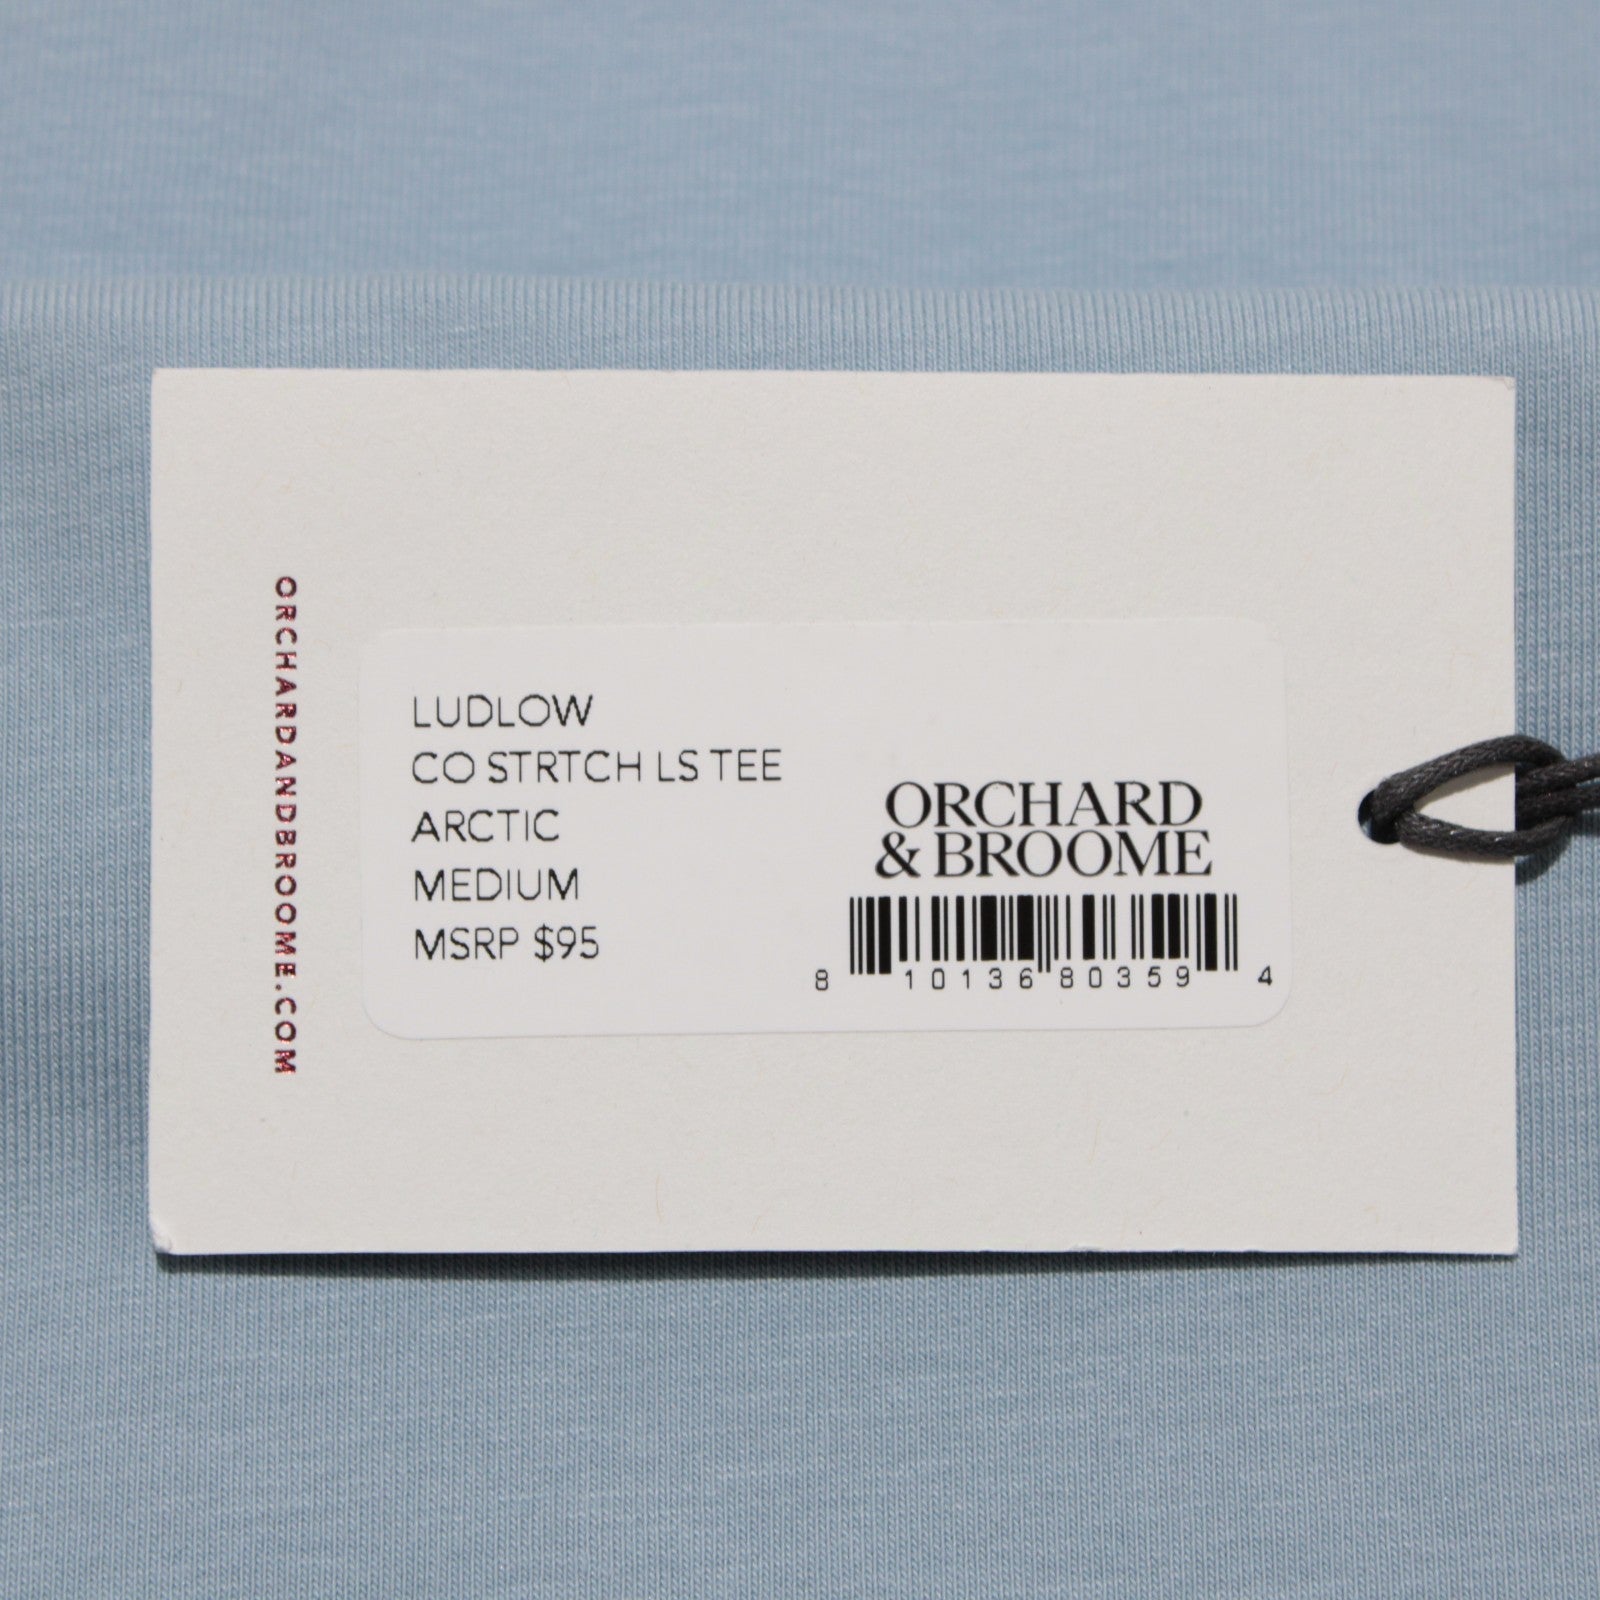 ORCHARDANDBROOME.COM
LUDLOW
CO STRTCH LS TEE
ARCTIC
MEDIUM
MSRP $95
ORCHARD
& BROOME
8 10136 80359 4